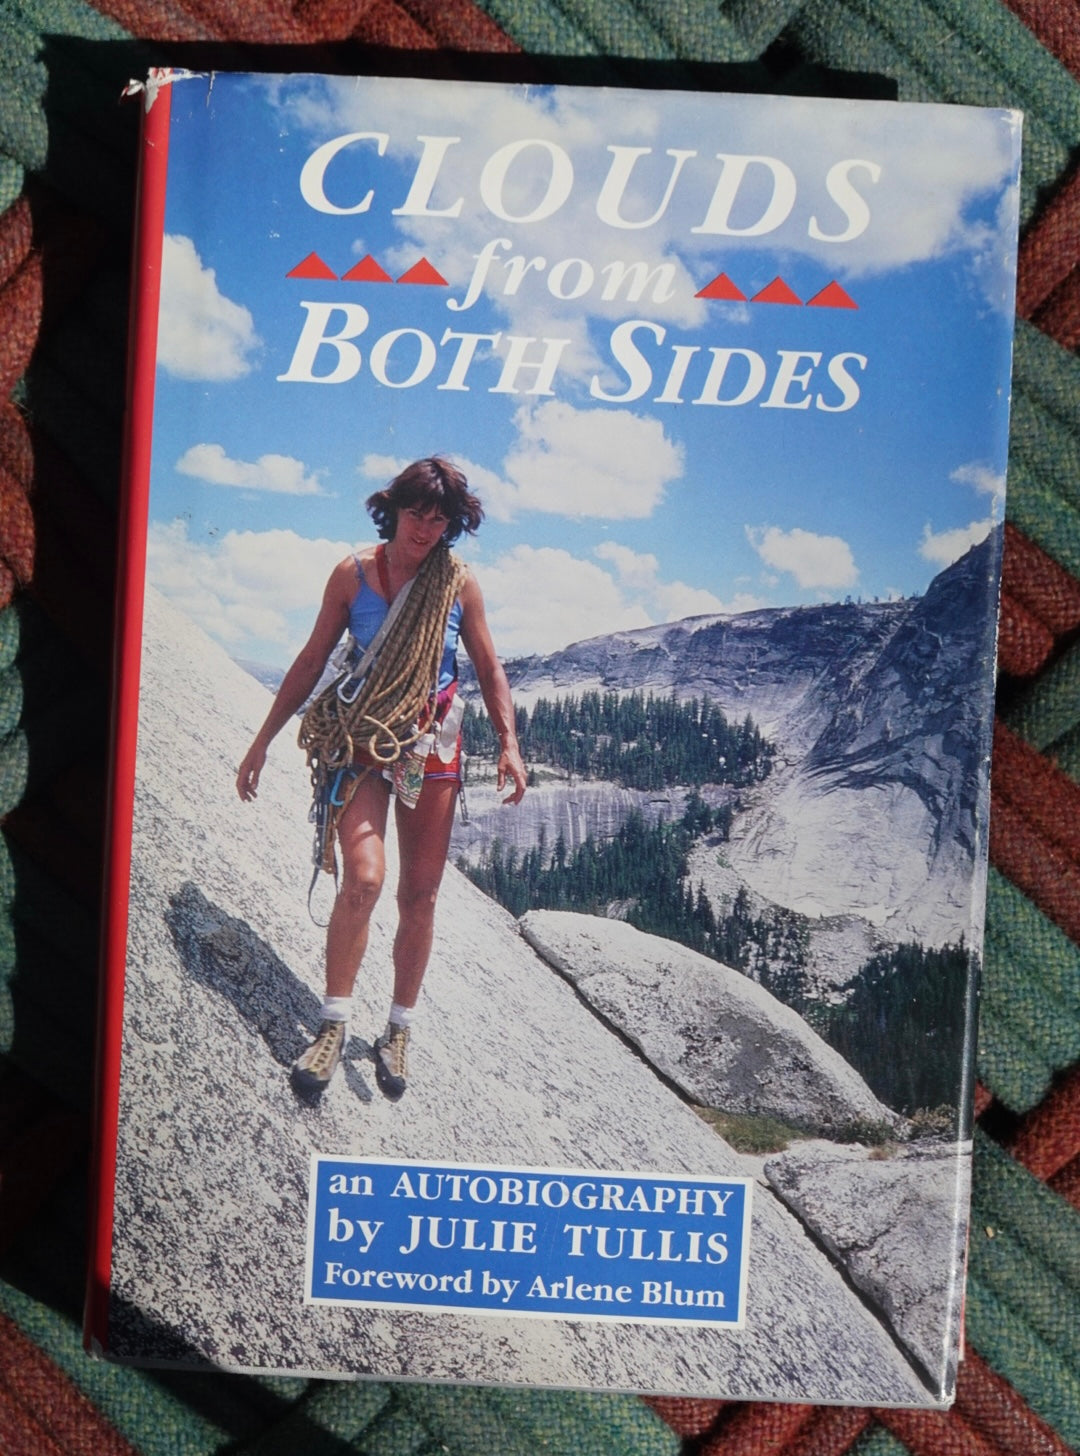 CLOUDS
from
BOTH SIDES
an AUTOBIOGRAPHY
by JULIE TULLIS
Foreword by Arlene Blum